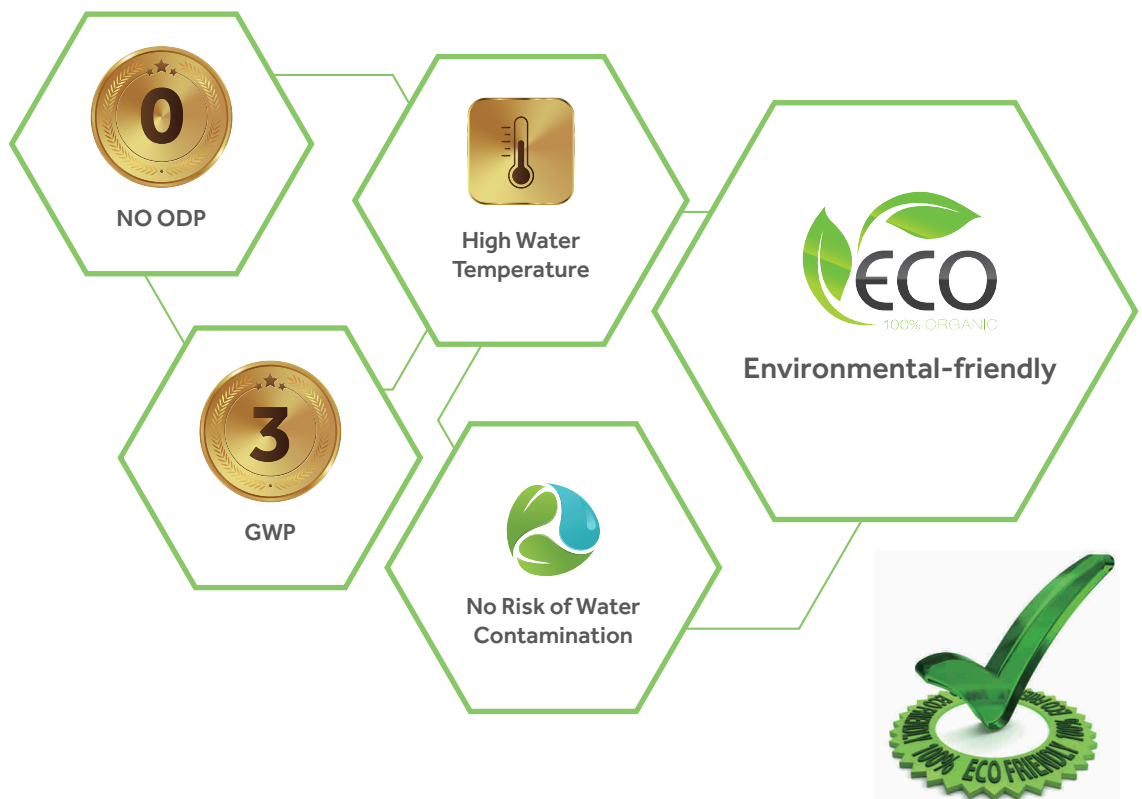 0
NO ODP
High Water
Temperature
ECO
100% ORGANIC
Environmental-friendly
3
GWP
No Risk of Water
Contamination
100% ECO FRIENDLY 100%